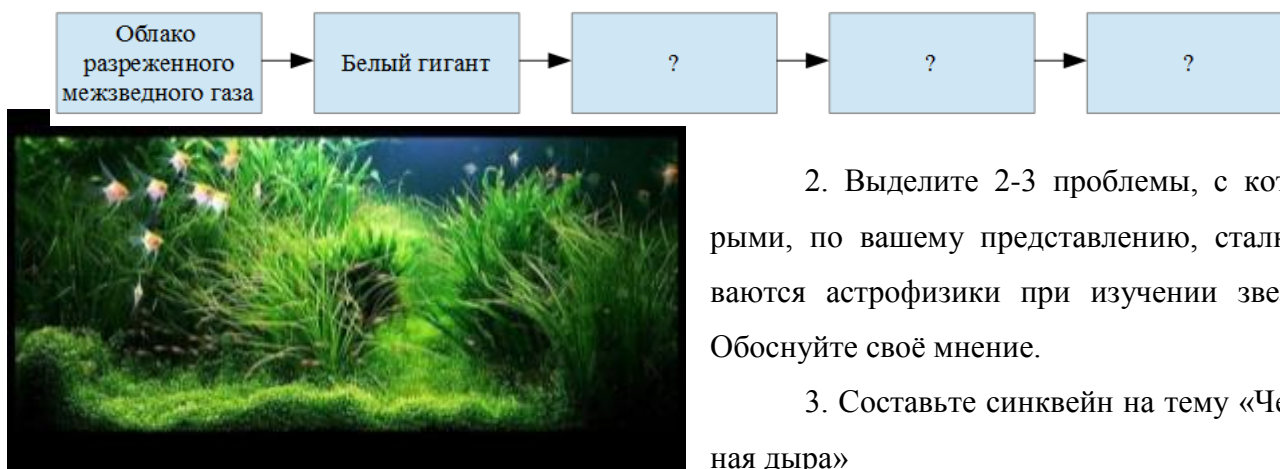 Облако
разреженного
межзведного газа
Белый гигант
?
?
?
2. Выделите 2-3 проблемы, с кот
рыми, по вашему представлению, сталь
ваются астрофизики при изучении зве
Обоснуйте своё мнение.
3. Составьте синквейн на тему «Че
ная дыра»